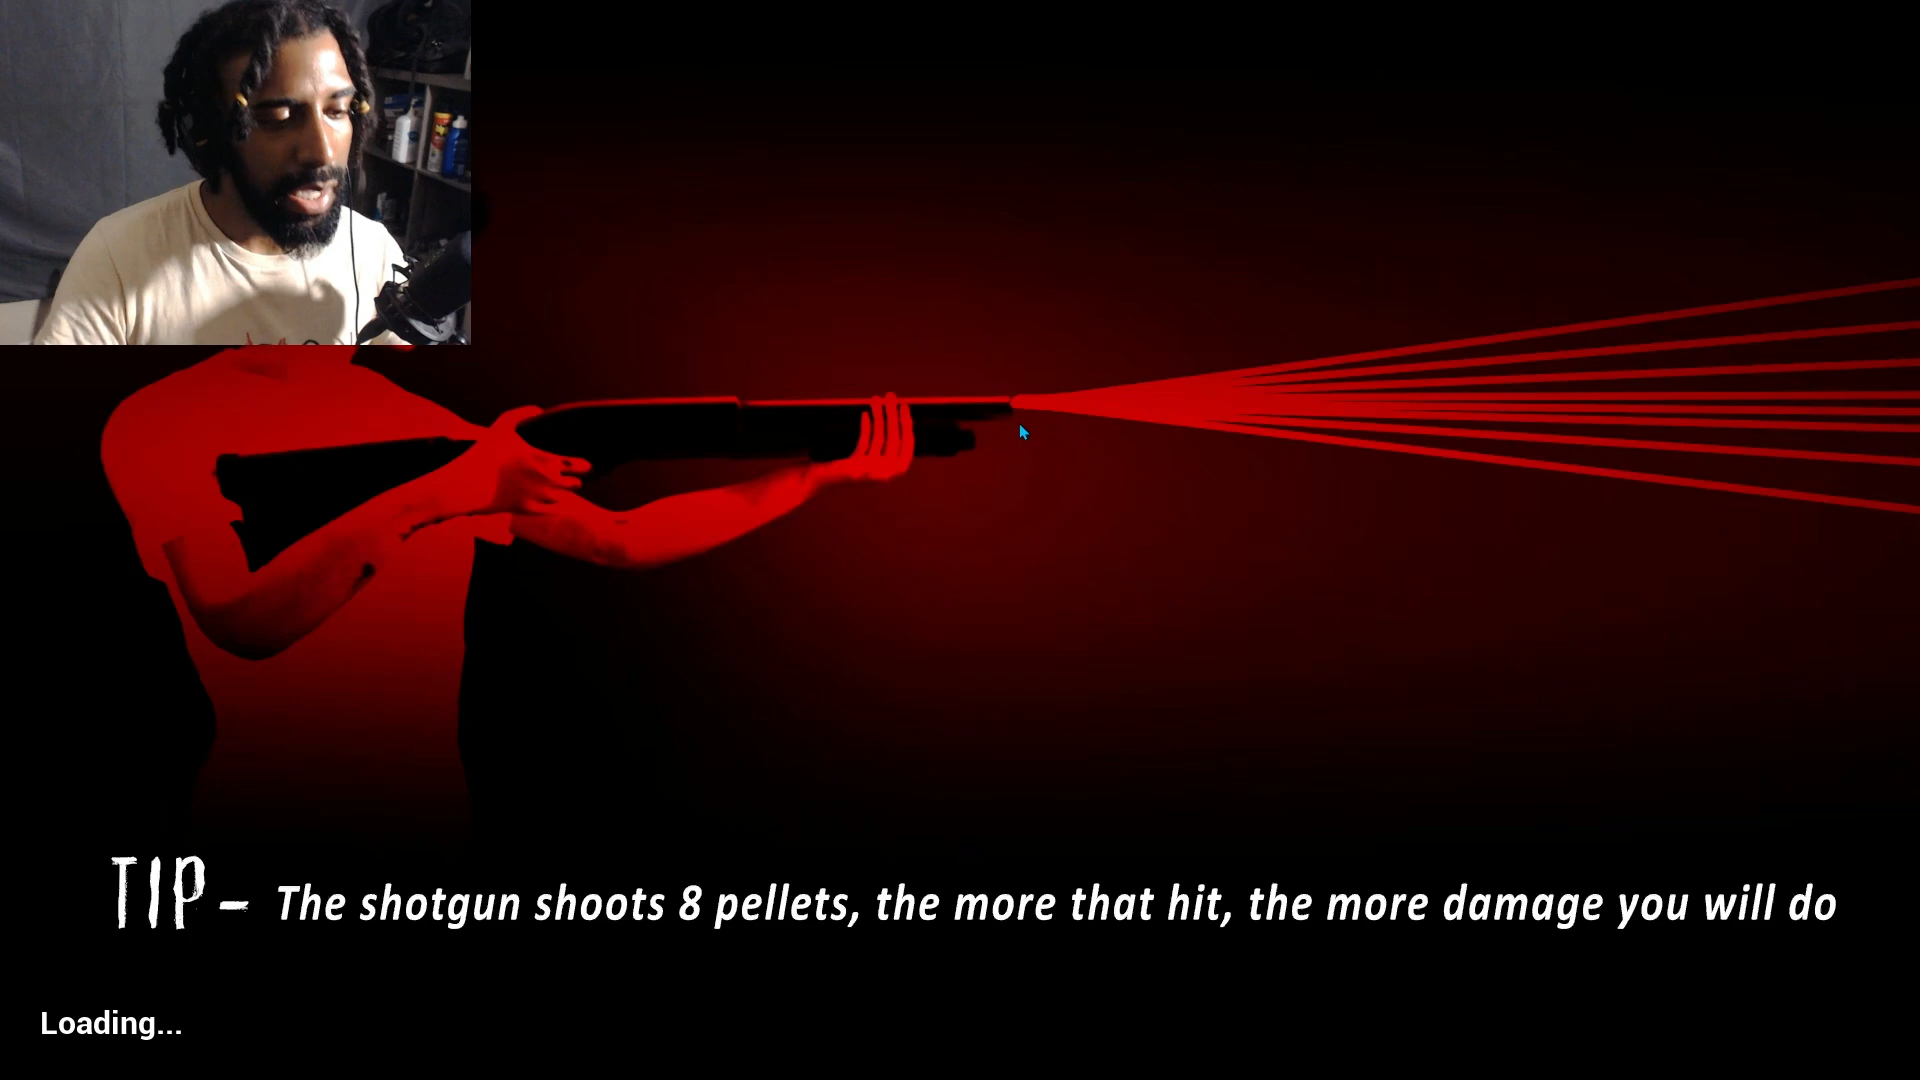 TIP - The shotgun shoots 8 pellets, the more that hit, the more damage you will do
Loading...